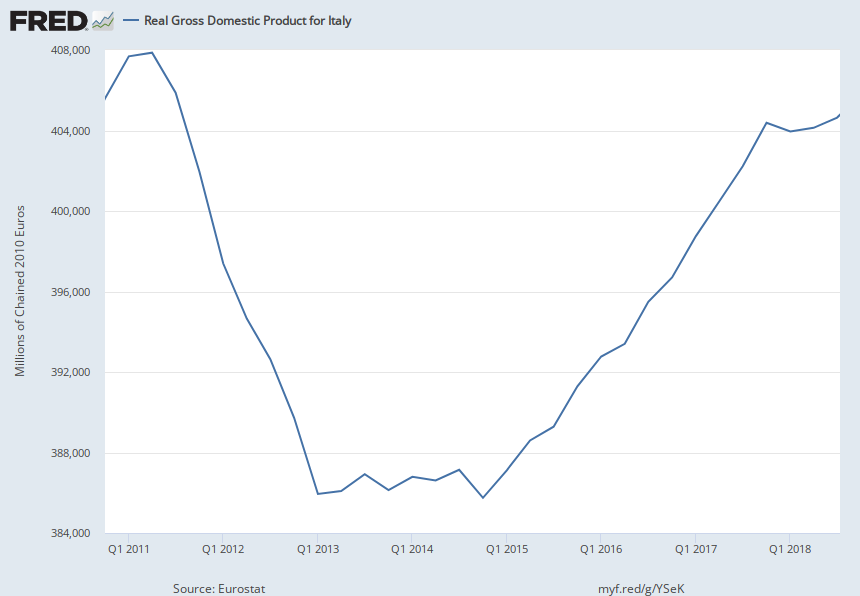 FRED
Real Gross Domestic Product for Italy
408,000
404,000
400,000
396,000
392,000
388,000
384,000
Millions of Chained 2010 Euros
Q1 2011 Q1 2012 Q1 2013 Q1 2014 Q1 2015 Q1 2016 Q1 2017 Q1 2018
Source: Eurostat
myf.red/g/YSeK